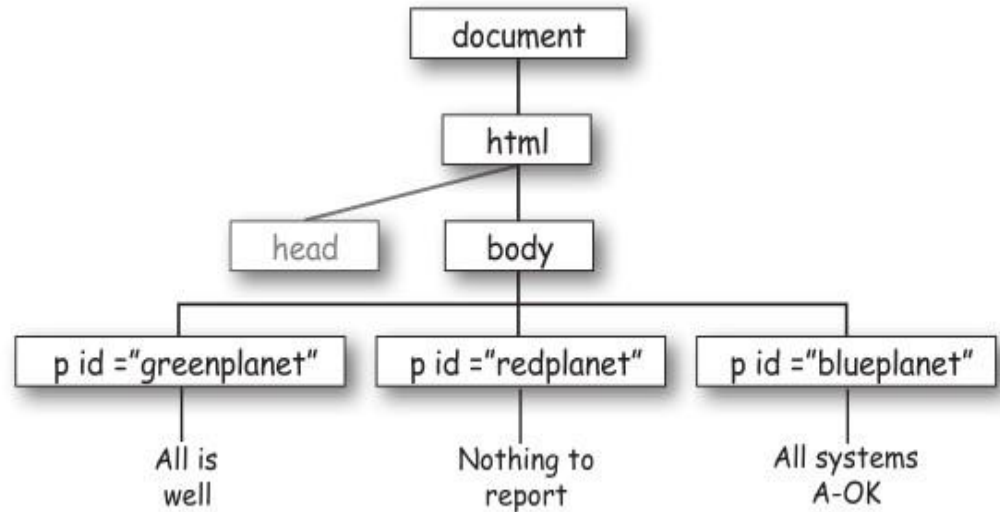 document
html
head
body
p id =”greenplanet”
p id =”redplanet”
p id =”blueplanet”
All is
well
Nothing to
report
All systems
A-OK